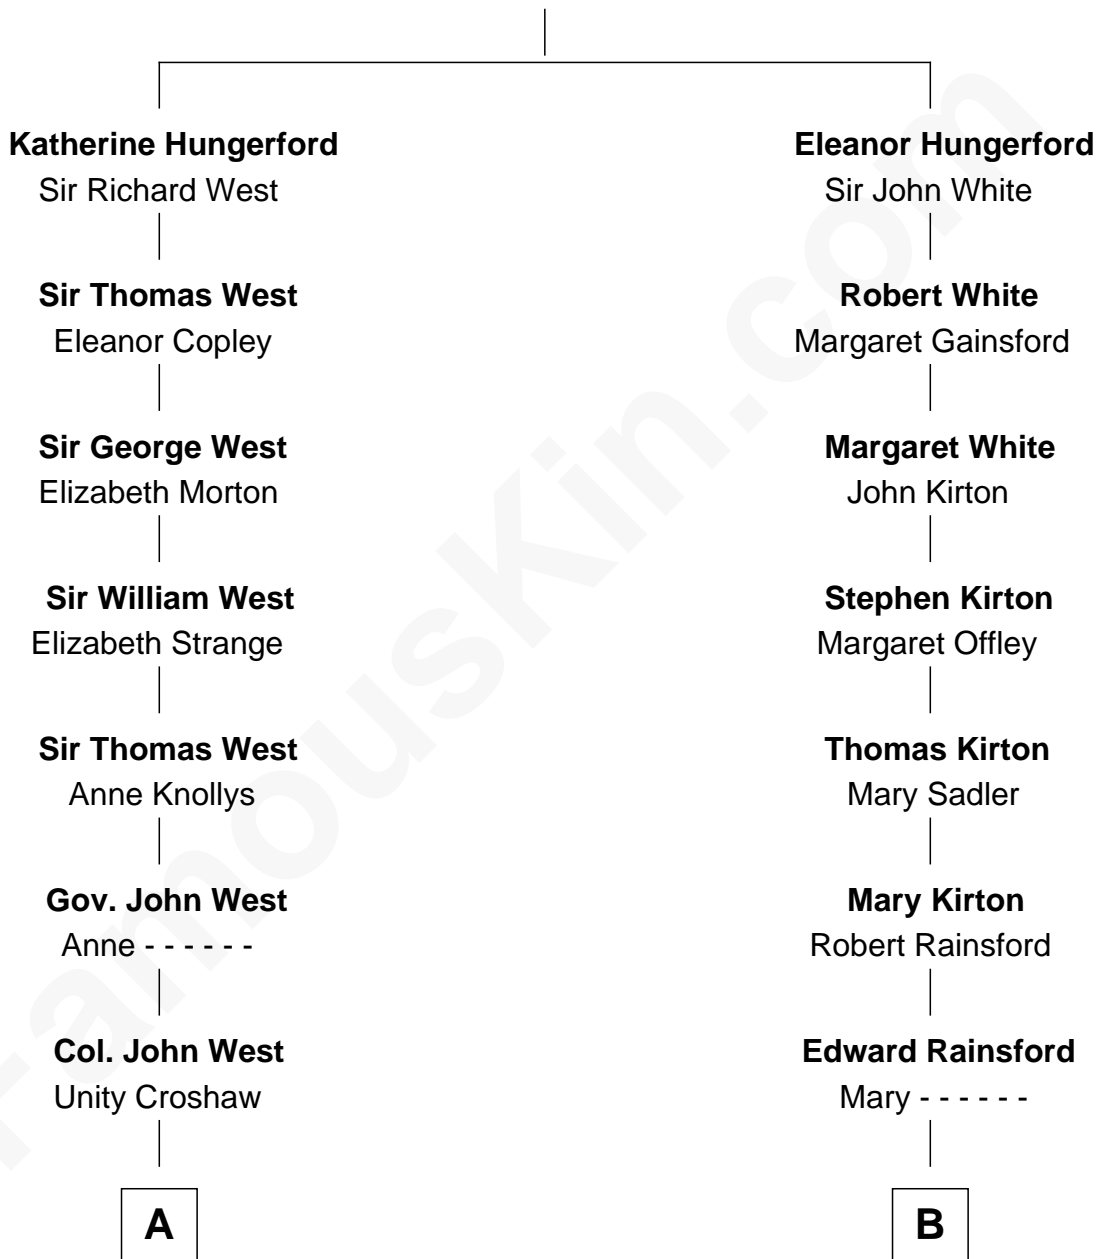 Katherine Hungerford
Sir Richard West
Sir Thomas West
Eleanor Copley
Sir George West
Elizabeth Morton
Sir William West
Elizabeth Strange
Sir Thomas West
Anne Knollys
Gov. John West
Anne - - - - - -
Col. John West
Unity Croshaw
A
Eleanor Hungerford
Sir John White
Robert White
Margaret Gainsford
Margaret White
John Kirton
Stephen Kirton
Margaret Offley
Thomas Kirton
Mary Sadler
Mary Kirton
Robert Rainsford
Edward Rainsford
Mary - - - - - -
B
FamousKin.com